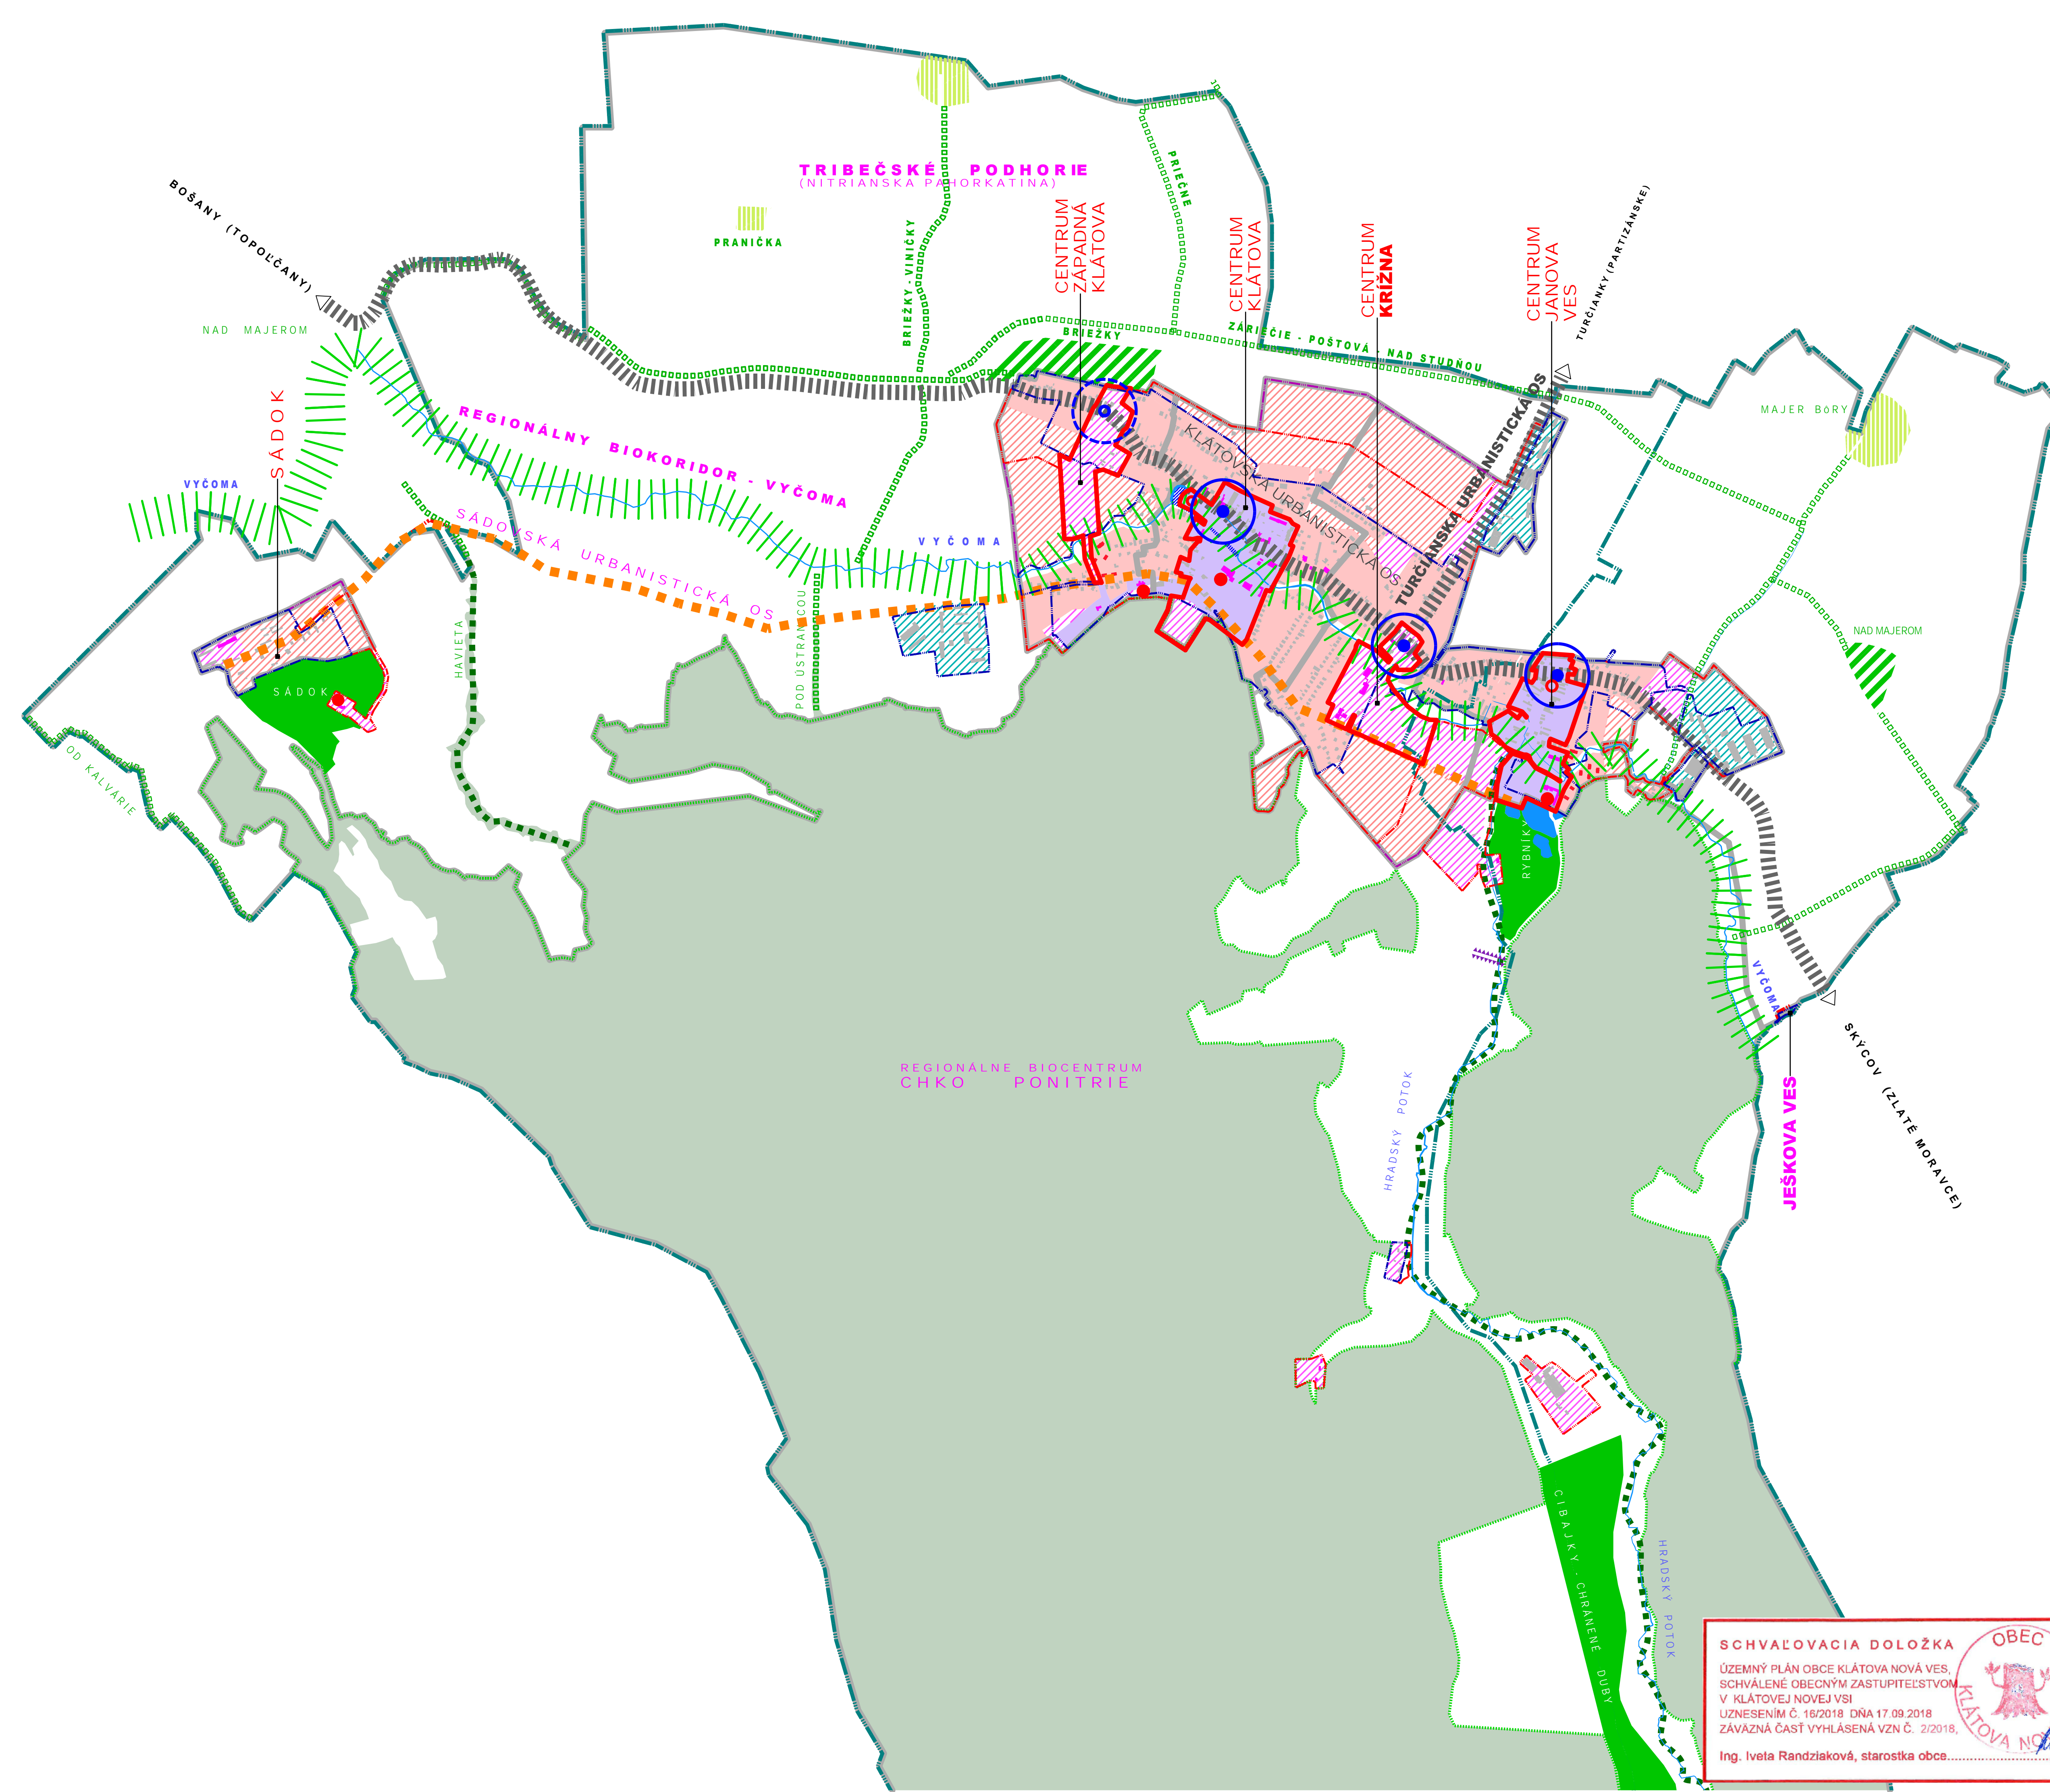 TRIBEČSKÉ PODHORIE
(NITRIANSKA PAHORKATINA)
BOŠANY (TOPOĽČANY)
PRANIČKA
BRIEŽKY - VINIČKY
PRIEČNE
CENTRUM
ZÁPADNÁ
KLÁTOVA
CENTRUM
KLÁTOVA
CENTRUM
KRÍŽNA
CENTRUM
JANOVA
VES
TURČIANKY (PARTIZÁNSKE)
NAD MAJEROM
BRIEŽKY
ZÁRIEČIE - POŠTOVÁ - NAD STUDŇOU
SÁDOK
REGIONÁLNY BIOKORIDOR - VYČOMA
MAJER BóRY
KLÁTOVSKÁ URBANISTICKÁ OS
TURČIANSKA URBANISTICKÁ OS
VYČOMA
SÁDOVSKÁ URBANISTICKÁ OS
VYČOMA
HAVIETA
POD ÚSTRANCOU
NAD MAJEROM
SÁDOK
OD KALVÁRIE
RYBNÍKY
VYČOMA
SKÝCOV (ZLATÉ MORAVCE)
REGIONÁLNE BIOCENTRUM
CHKO PONITRIE
HRADSKÝ POTOK
JEŠKOVA VES
CIBAJKY - CHRÁNENÉ DUBY
HRADSKÝ POTOK
SCHVAĽOVACIA DOLOŽKA
ÚZEMNÝ PLÁN OBCE KLÁTOVA NOVÁ VES,
SCHVÁLENÉ OBECNÝM ZASTUPITEĽSTVOM
V KLÁTOVEJ NOVEJ VSI
UZNESENÍM Č. 16/2018 DŇA 17.09.2018
ZÁVÄZNÁ ČASŤ VYHLÁSENÁ VZN Č. 2/2018,
Ing. Iveta Randziaková, starostka obce
OBEC
KLÁTOVA